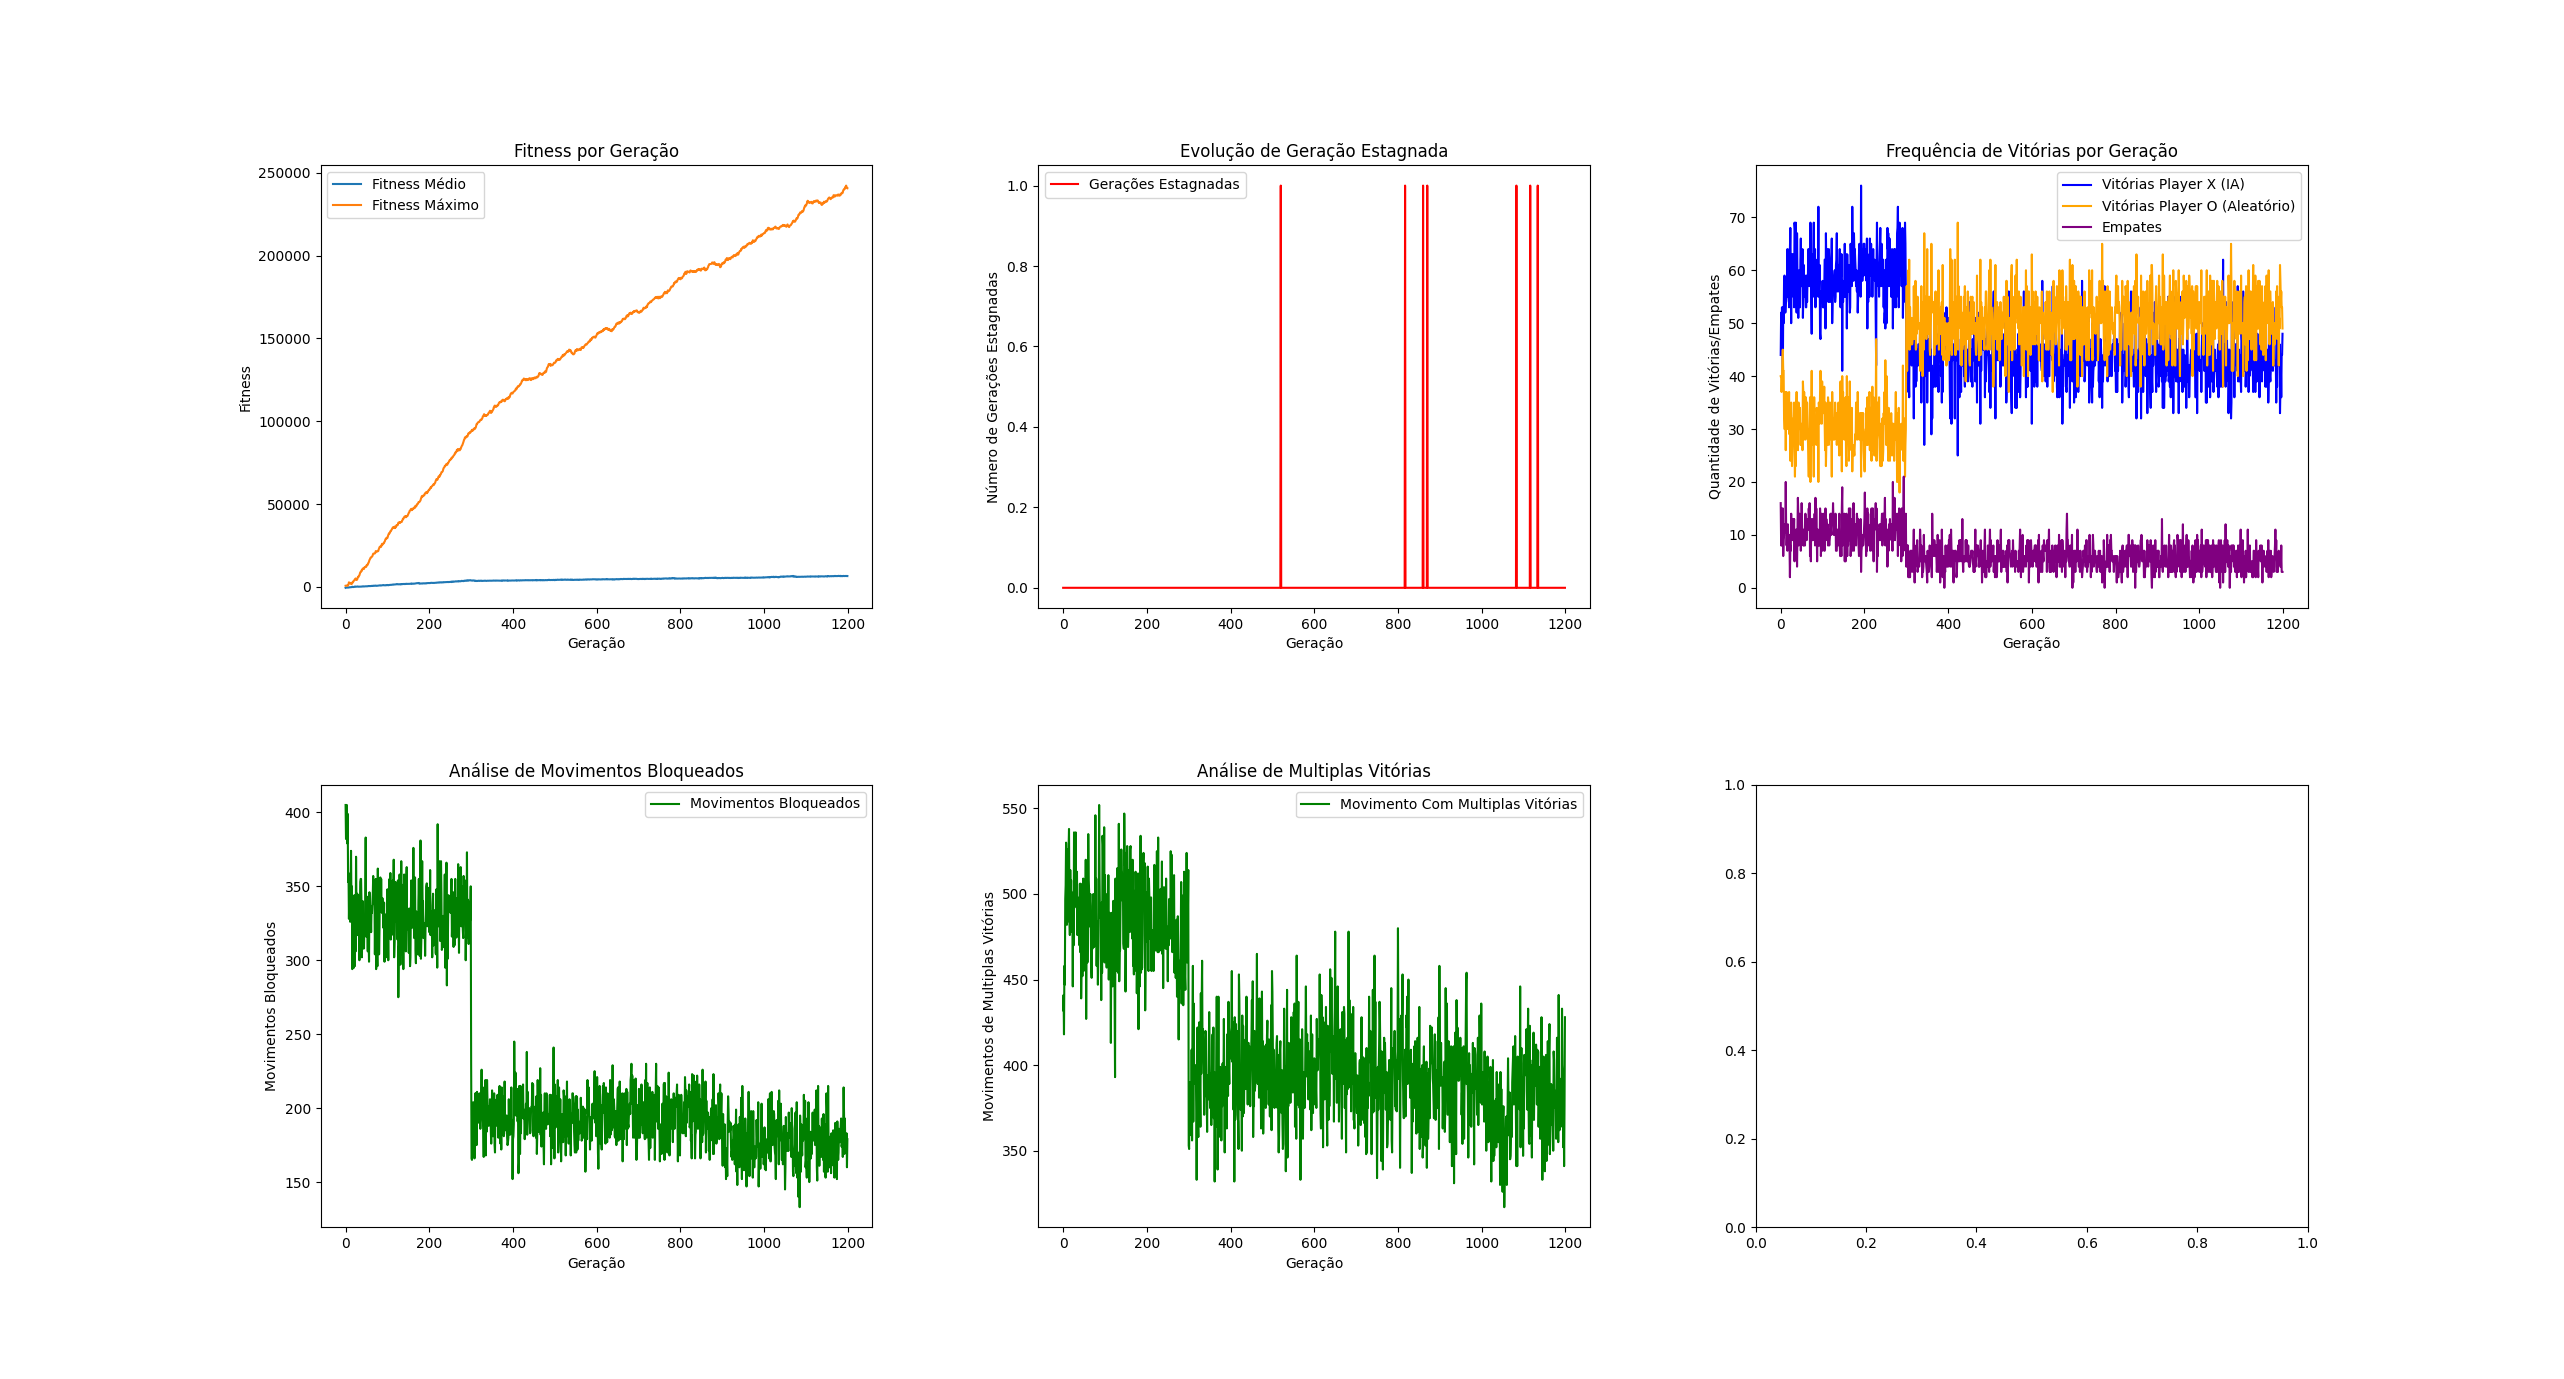 Fitness por Geração
Fitness Médio
Fitness Máximo
Fitness
250000
200000
150000
100000
50000
0
0 200 400 600 800 1000 1200
Geração
Evolução de Geração Estagnada
Gerações Estagnadas
Número de Gerações Estagnadas
1.0
0.8
0.6
0.4
0.2
0.0
0 200 400 600 800 1000 1200
Geração
Frequência de Vitórias por Geração
Vitórias Player X (IA)
Vitórias Player O (Aleatório)
Empates
Quantidade de Vitórias/Empates
70
60
50
40
30
20
10
0
0 200 400 600 800 1000 1200
Geração
Análise de Movimentos Bloqueados
Movimentos Bloqueados
Movimentos Bloqueados
400
350
300
250
200
150
0 200 400 600 800 1000 1200
Geração
Análise de Multiplas Vitórias
Movimento Com Multiplas Vitórias
Movimentos de Multiplas Vitórias
550
500
450
400
350
0 200 400 600 800 1000 1200
Geração
1.0
0.8
0.6
0.4
0.2
0.0
0.0 0.2 0.4 0.6 0.8 1.0